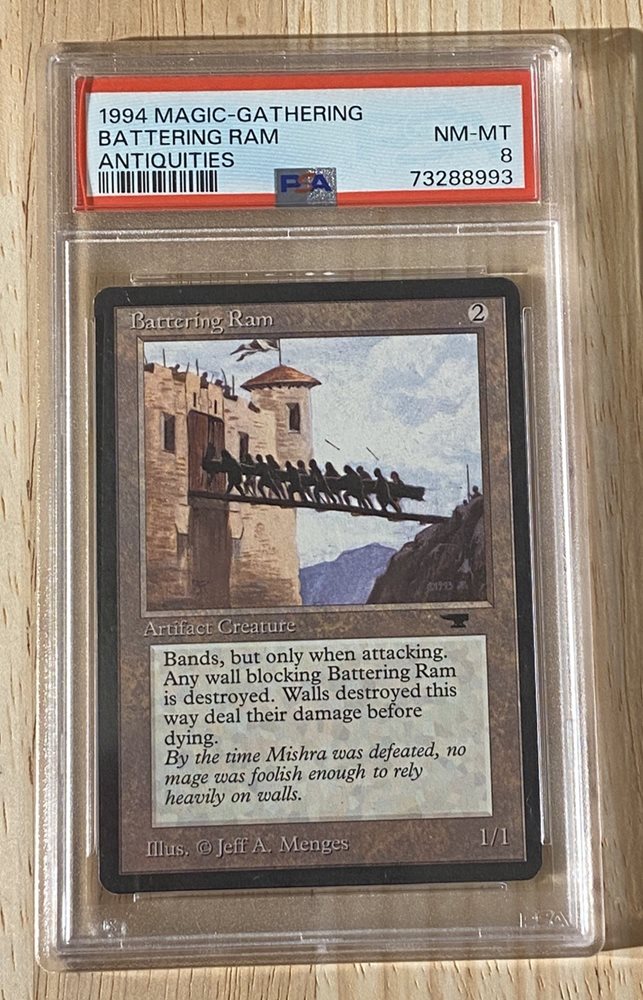 1994 MAGIC-GATHERING
BATTERING RAM NM-MT
ANTIQUITIES 8
PSA 73288993
Battering Ram 2
©1993
Artifact Creature
Bands, but only when attacking.
Any wall blocking Battering Ram
is destroyed. Walls destroyed this
way deal their damage before
dying.
By the time Mishra was defeated, no
mage was foolish enough to rely
heavily on walls.
Illus. © Jeff A. Menges 1/1